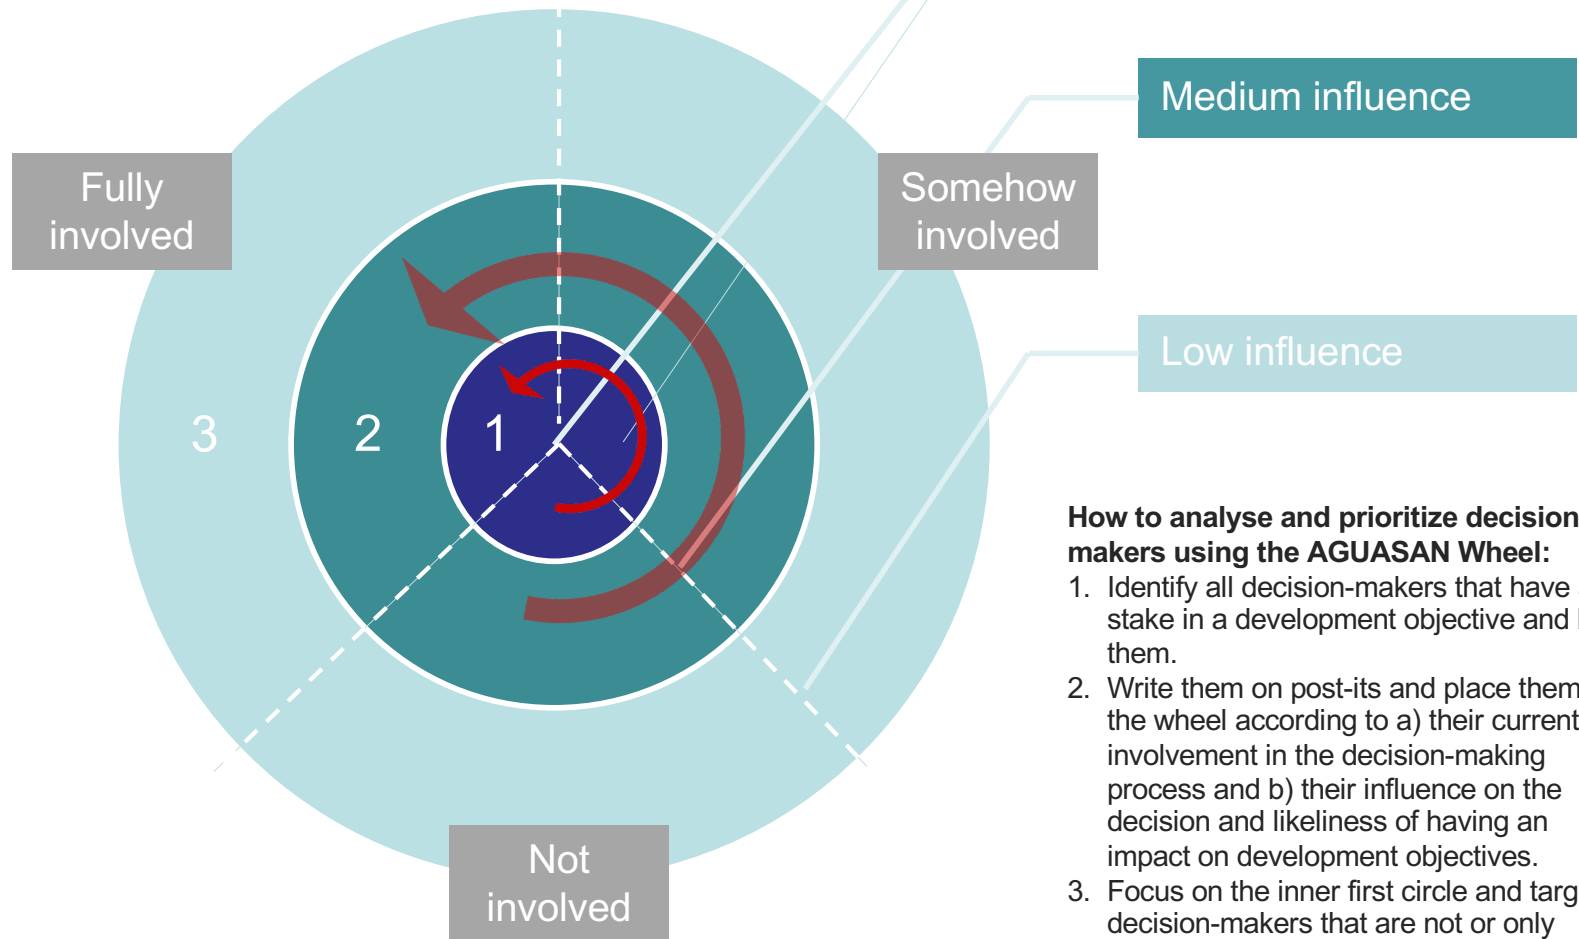 Medium influence
Fully
involved
Somehow
involved
Low influence
3
2
1
How to analyse and prioritize decision
makers using the AGUASAN Wheel:
1. Identify all decision-makers that have
stake in a development objective and
them.
2. Write them on post-its and place them
the wheel according to a) their current
involvement in the decision-making
process and b) their influence on the
decision and likeliness of having an
impact on development objectives.
3. Focus on the inner first circle and targ
decision-makers that are not or only
Not
involved